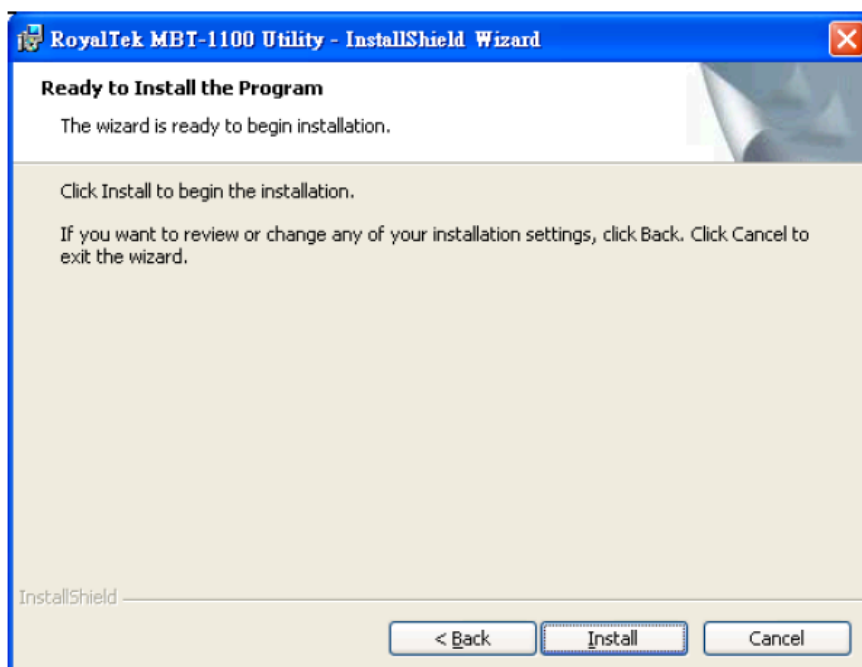 RoyalTek MBT-1100 Utility - InstallShield Wizard
Ready to Install the Program
The wizard is ready to begin installation.
Click Install to begin the installation.
If you want to review or change any of your installation settings, click Back. Click Cancel to
exit the wizard.
InstallShield
< Back
Install
Cancel